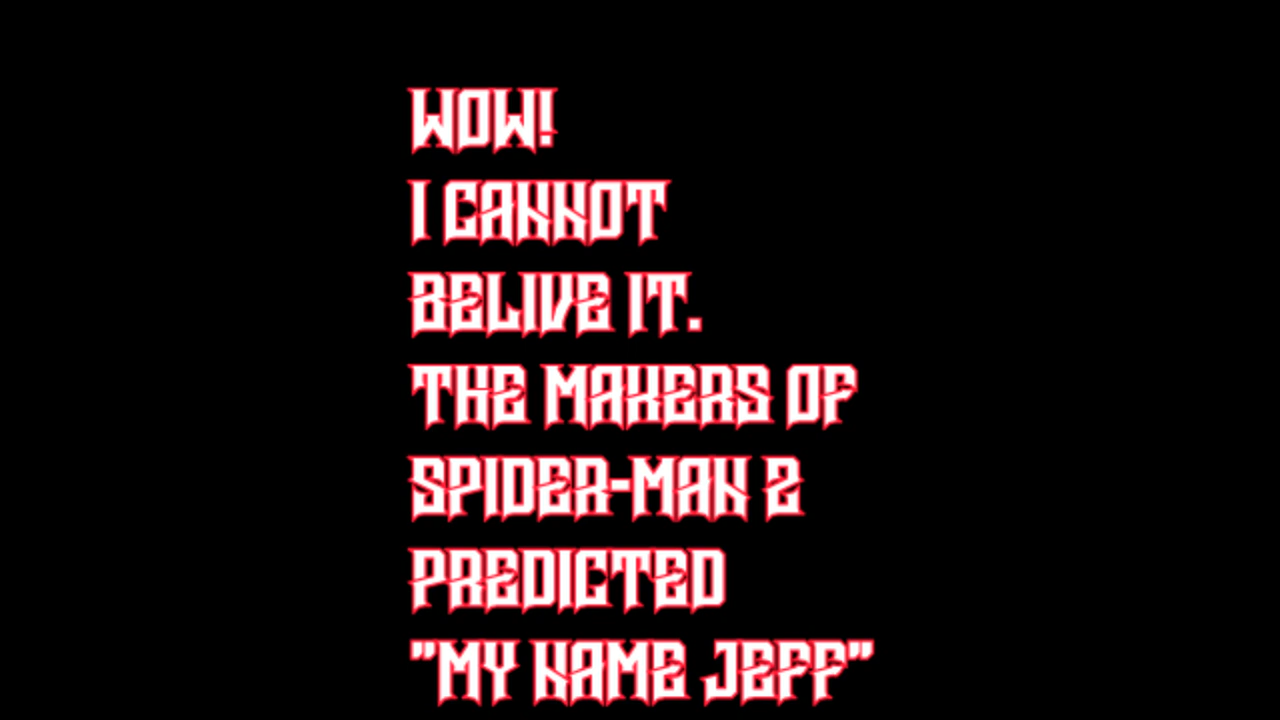 WOW!
I CANNOT
BELIVE IT.
THE MAKERS OF
SPIDER-MAN 2
PREDICTED
"MY NAME JEFF"